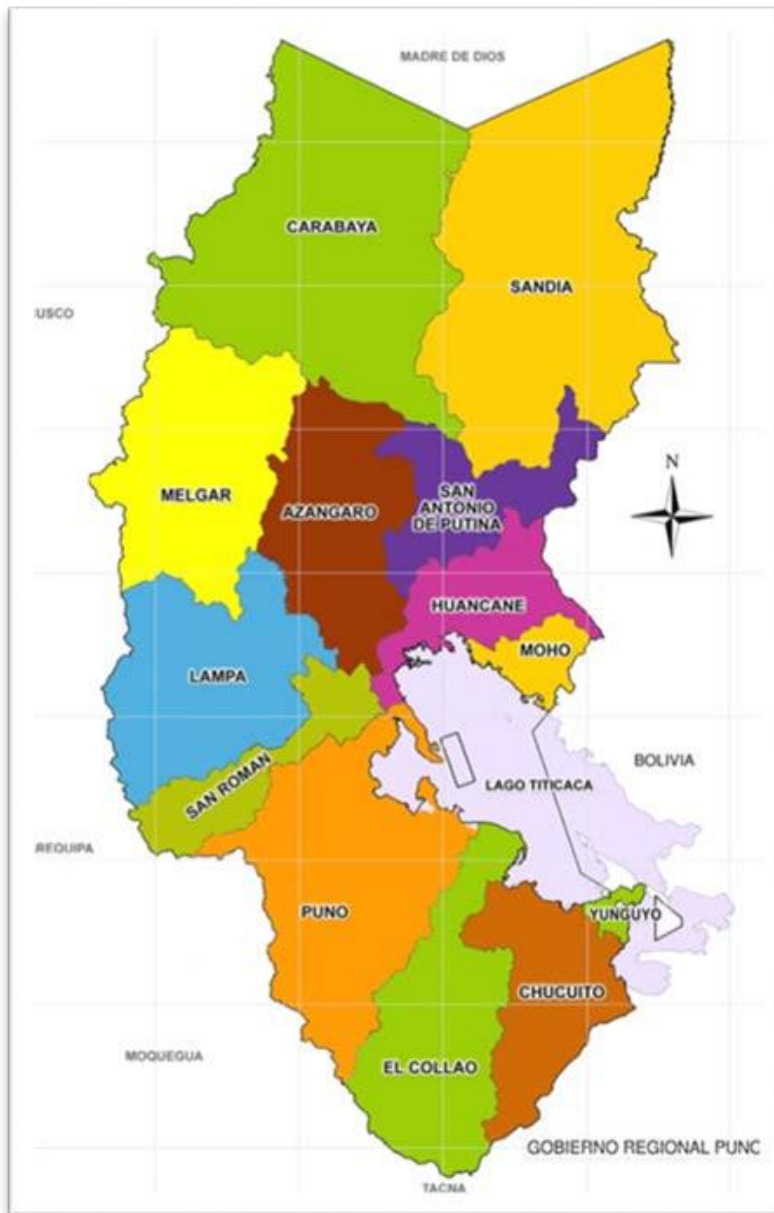 MADRE DE DIOS
CARABAYA
SANDIA
USCO
MELGAR
AZANGARO
SAN
ANTONIO
DE PUTINA
N
HUANCANE
MOHO
LAMPA
BOLIVIA
LAGO TITICACA
SAN ROMAN
REQUIPA
PUNO
YUNGUYO
CHUCUITO
MOQUEGUA
EL COLLAO
GOBIERNO REGIONAL PUNO
TACNA